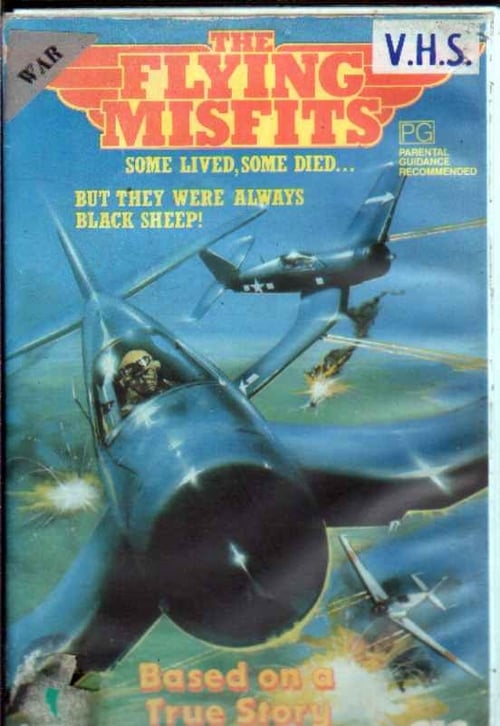 WAR
V.H.S.
THE
FLYING
MISFITS
SOME LIVED, SOME DIED...
BUT THEY WERE ALWAYS
BLACK SHEEP!
PG
PARENTAL
GUIDANCE
RECOMMENDED
Based on a
True Story